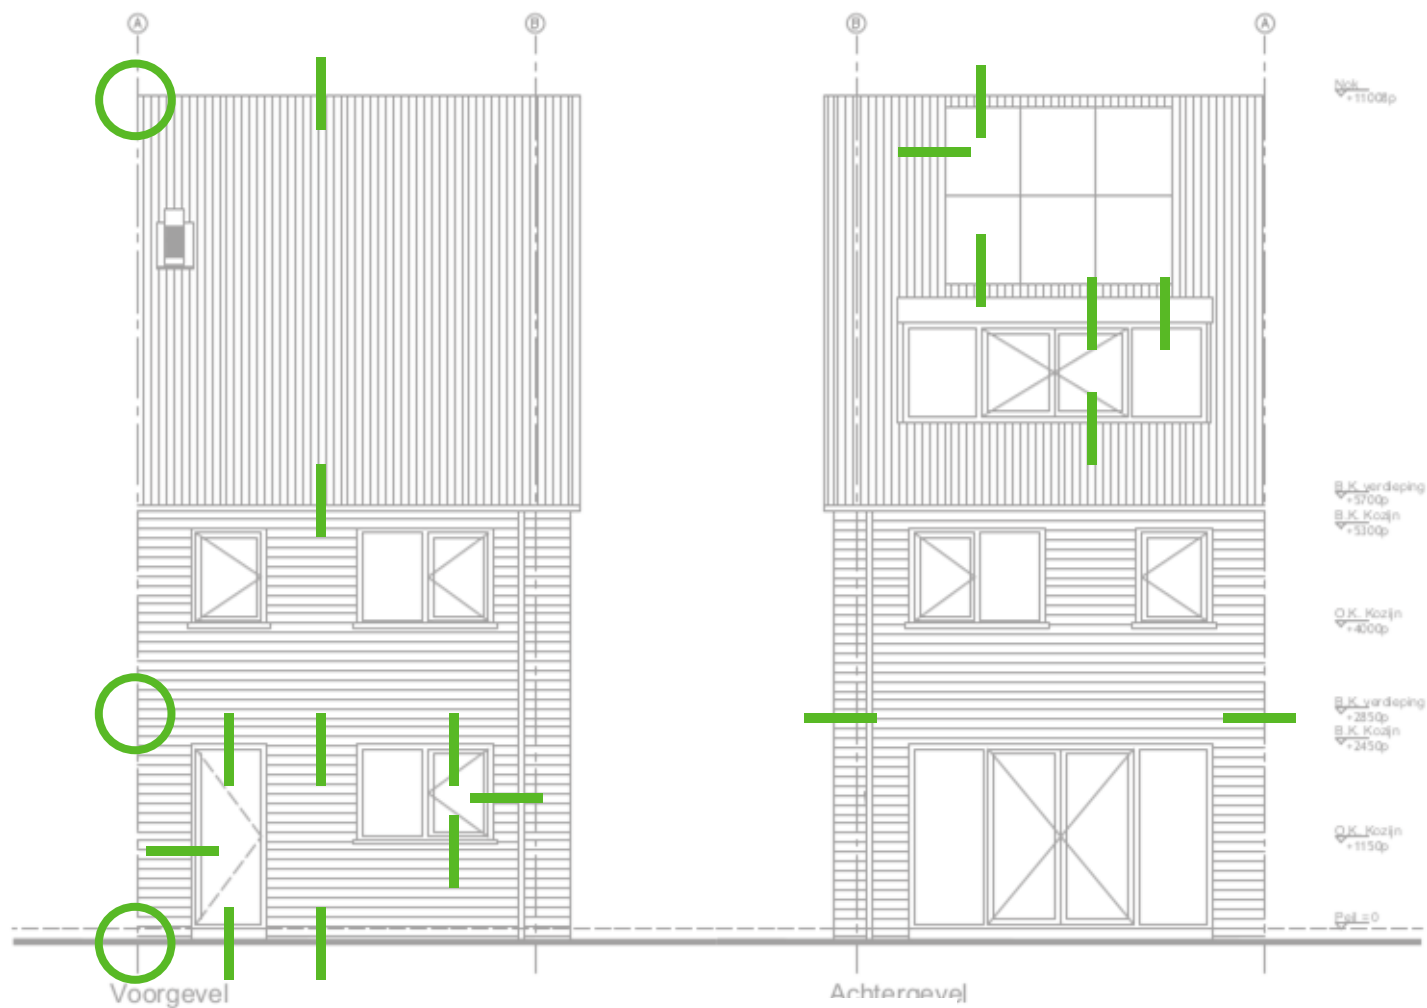 A B B A
Nok
+11008p
B.K. verdieping
+5700p
B.K. Kozijn
+5300p
O.K. Kozijn
+4000p
B.K. verdieping
+2850p
B.K. Kozijn
+2450p
O.K. Kozijn
+1150p
Peil =0
Voorgevel Achtergevel